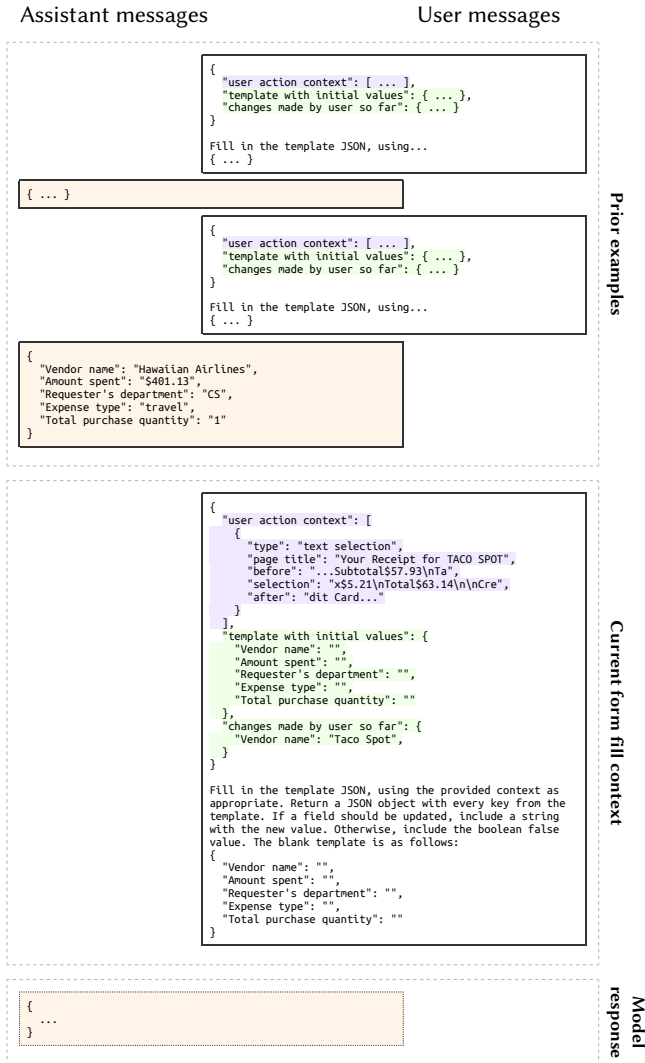 Assistant messages
User messages
{
"user action context": [ ... ],
"template with initial values": { ... },
"changes made by user so far": { ... }
}
Fill in the template JSON, using...
{ ... }
{ ... }
{
"user action context": [ ... ],
"template with initial values": { ... },
"changes made by user so far": { ... }
}
Fill in the template JSON, using...
{ ... }
{
"Vendor name": "Hawaiian Airlines",
"Amount spent": "$401.13",
"Requester's department": "CS",
"Expense type": "travel",
"Total purchase quantity": "1"
}
Prior examples
{
"user action context": [
{
"type": "text selection",
"page title": "Your Receipt for TACO SPOT",
"before": "...Subtotal$57.93\nTa",
"selection": "x$5.21\nTotal$63.14\n\nCre",
"after": "dit Card..."
}
],
"template with initial values": {
"Vendor name": "",
"Amount spent": "",
"Requester's department": "",
"Expense type": "",
"Total purchase quantity": ""
},
"changes made by user so far": {
"Vendor name": "Taco Spot",
}
}
Fill in the template JSON, using the provided context as
appropriate. Return a JSON object with every key from the
template. If a field should be updated, include a string
with the new value. Otherwise, include the boolean false
value. The blank template is as follows:
{
"Vendor name": "",
"Amount spent": "",
"Requester's department": "",
"Expense type": "",
"Total purchase quantity": ""
}
Current form fill context
{
...
}
Model
response